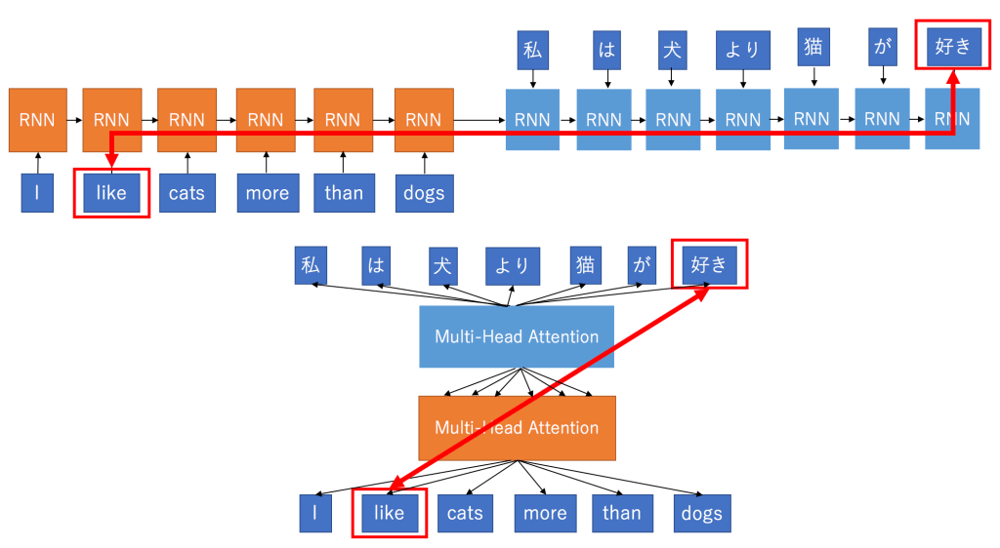 私 は 犬 より 猫 が 好き
RNN RNN RNN RNN RNN RNN RNN RNN RNN RNN RNN RNN RNN
I like cats more than dogs
私 は 犬 より 猫 が 好き
Multi-Head Attention
Multi-Head Attention
I like cats more than dogs